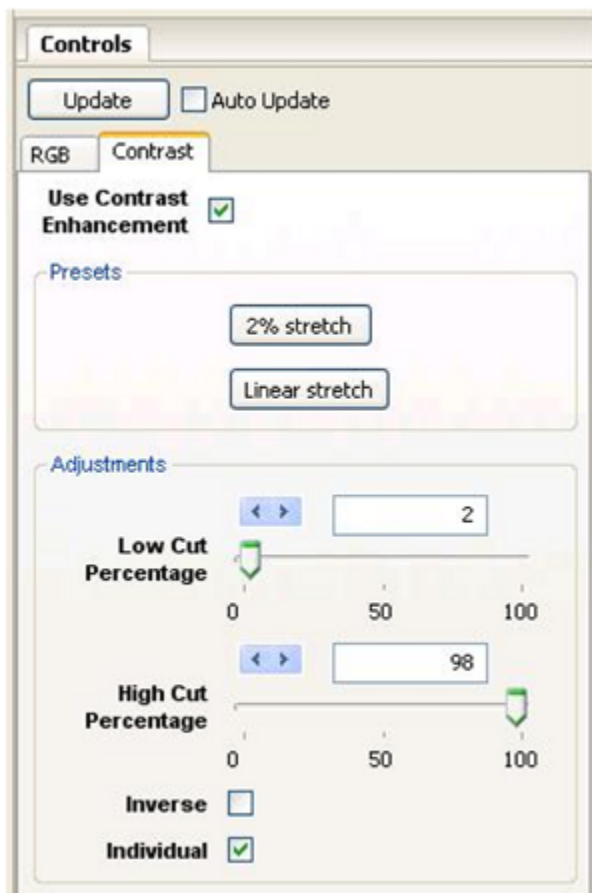 Controls
Update Auto Update
RGB Contrast
Use Contrast
Enhancement
Presets
2% stretch
Linear stretch
Adjustments
2
Low Cut
Percentage
0 50 100
98
High Cut
Percentage
0 50 100
Inverse
Individual